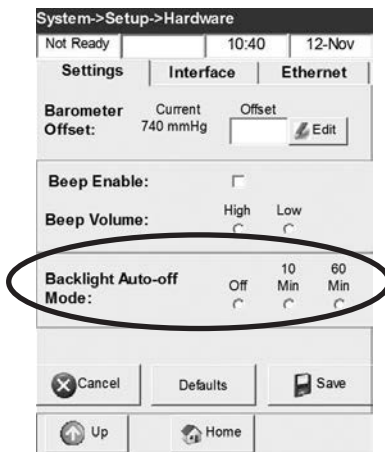 System->Setup->Hardware
Not Ready 10:40 12-Nov
Settings Interface Ethernet
Barometer Offset: Current 740 mmHg Offset Edit
Beep Enable:
Beep Volume: High Low
Backlight Auto-off Mode: Off 10 Min 60 Min
Cancel Defaults Save
Up Home